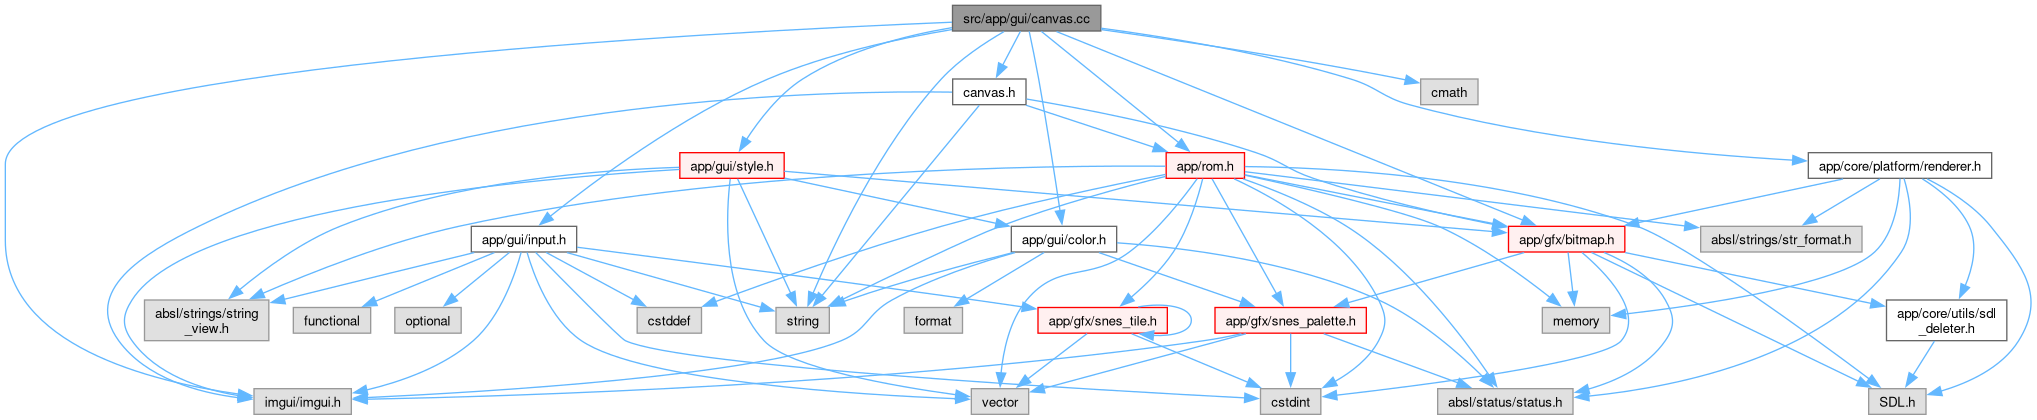 src/app/gui/canvas.cc
canvas.h
cmath
app/gui/style.h
app/rom.h
app/core/platform/renderer.h
app/gui/input.h
app/gui/color.h
app/gfx/bitmap.h
absl/strings/str_format.h
absl/strings/string
_view.h
functional
optional
cstddef
string
format
app/gfx/snes_tile.h
app/gfx/snes_palette.h
memory
app/core/utils/sdl
_deleter.h
imgui/imgui.h
vector
cstdint
absl/status/status.h
SDL.h